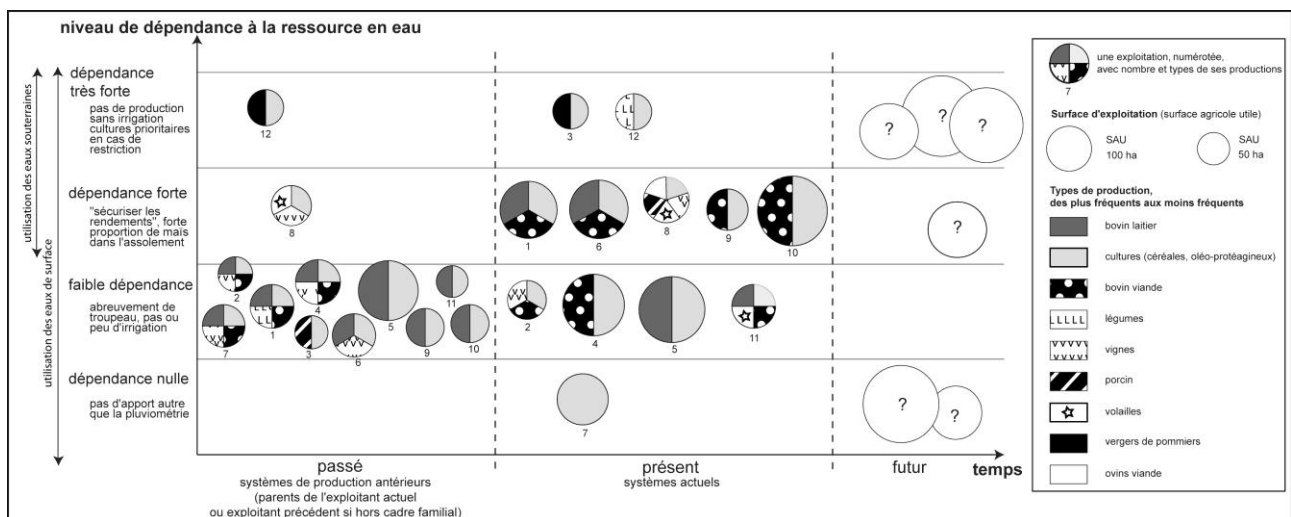 niveau de dépendance à la ressource en eau
utilisation des eaux souterraines
utilisation des eaux de surface
dépendance
très forte
pas de production
sans irrigation
cultures prioritaires
en cas de
restriction
12
3
L L
L
L L
L
12
?
?
?
dépendance forte
"sécuriser les
rendements", forte
proportion de maïs
dans l'assolement
V V V V
8
1
6
8
9
10
?
faible dépendance
abreuvement de
troupeau, pas ou
peu d'irrigation
2
7
1
4
3
6
5
11
9
10
2
4
5
11
dépendance nulle
pas d'apport autre
que la pluviométrie
7
?
?
passé
systèmes de production antérieurs
(parents de l'exploitant actuel
ou exploitant précédent si hors cadre familial)
présent
systèmes actuels
futur
temps
7
une exploitation, numérotée,
avec nombre et types de ses productions
Surface d'exploitation (surface agricole utile)
SAU
100 ha
SAU
50 ha
Types de production,
des plus fréquents aux moins fréquents
bovin laitier
cultures (céréales, oléo-protéagineux)
bovin viande
L L L L L
légumes
V V V V
V V V V
vignes
porcin
volailles
vergers de pommiers
ovins viande